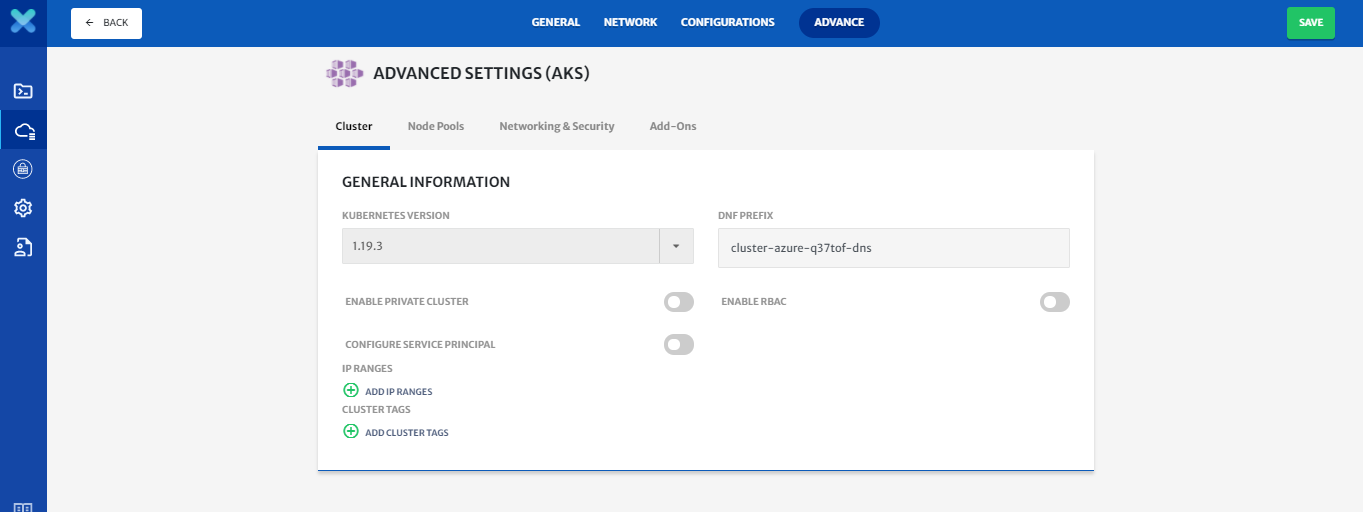 BACK
GENERAL NETWORK CONFIGURATIONS ADVANCE
SAVE
ADVANCED SETTINGS (AKS)
Cluster Node Pools Networking & Security Add-Ons
GENERAL INFORMATION
KUBERNETES VERSION DNF PREFIX
1.19.3 cluster-azure-q37tof-dns
ENABLE PRIVATE CLUSTER ENABLE RBAC
CONFIGURE SERVICE PRINCIPAL
IP RANGES
ADD IP RANGES
CLUSTER TAGS
ADD CLUSTER TAGS